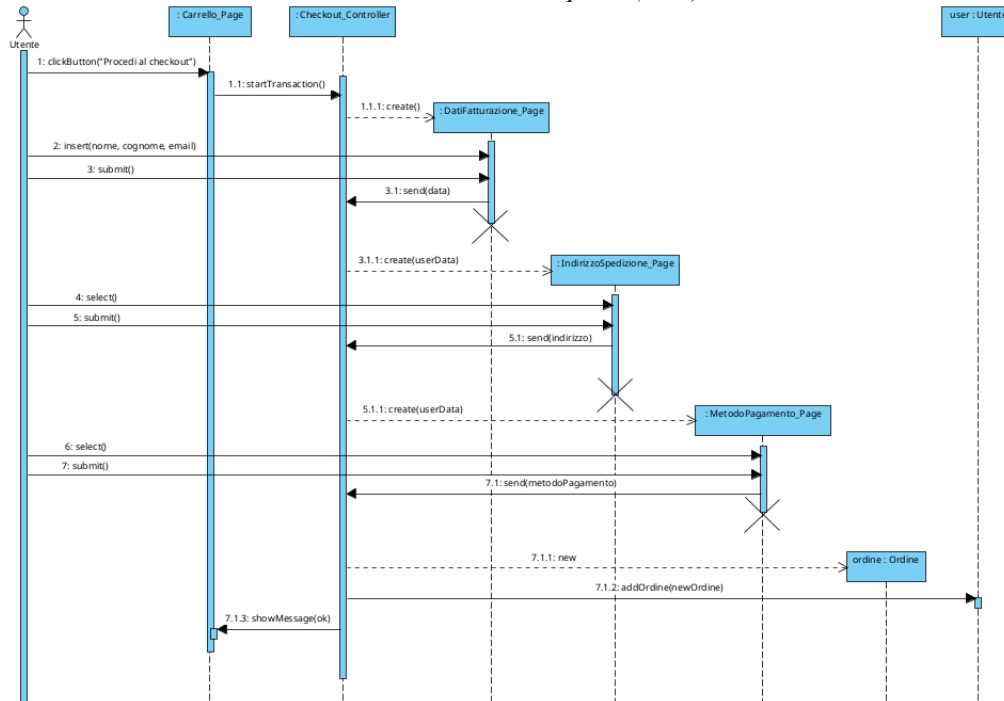 : Carrello_Page
: Checkout_Controller
user : Utente
Utente
1: clickButton("Procedi al checkout")
1.1: startTransaction()
1.1.1: create()
: DatiFatturazione_Page
2: insert(nome, cognome, email)
3: submit()
3.1: send(data)
3.1.1: create(userData)
: IndirizzoSpedizione_Page
4: select()
5: submit()
5.1: send(indirizzo)
5.1.1: create(userData)
: MetodoPagamento_Page
6: select()
7: submit()
7.1: send(metodoPagamento)
7.1.1: new
ordine : Ordine
7.1.2: addOrdine(newOrdine)
7.1.3: showMessage(ok)